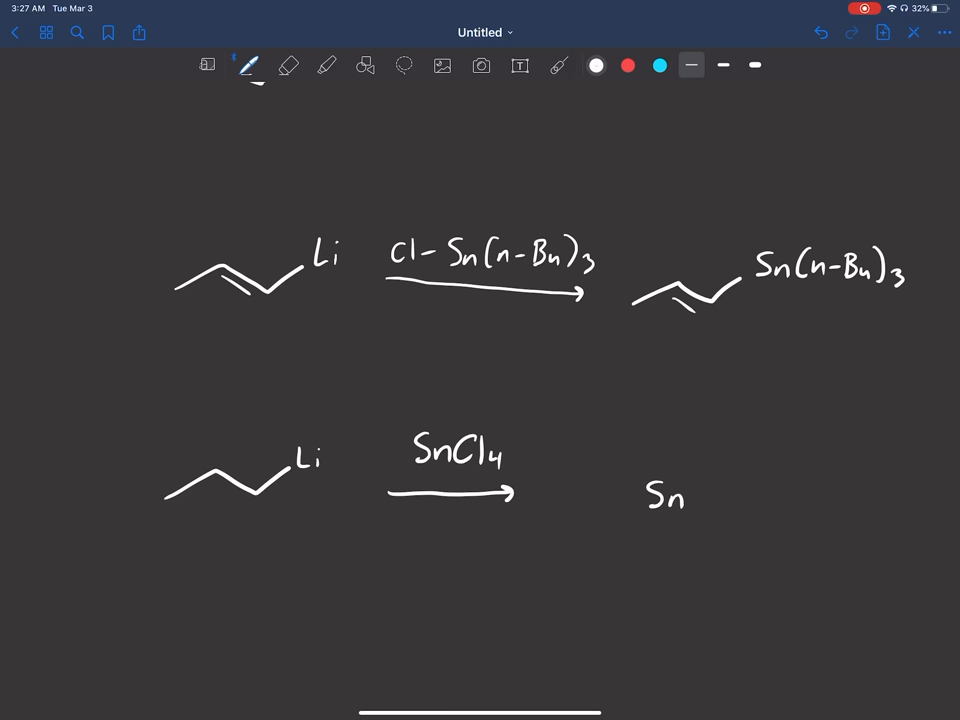 3:27 AM Tue Mar 3
32%
Untitled
T
Li
Cl-Sn(n-Bu)3
Sn(n-Bu)3
Li
SnCl4
Sn